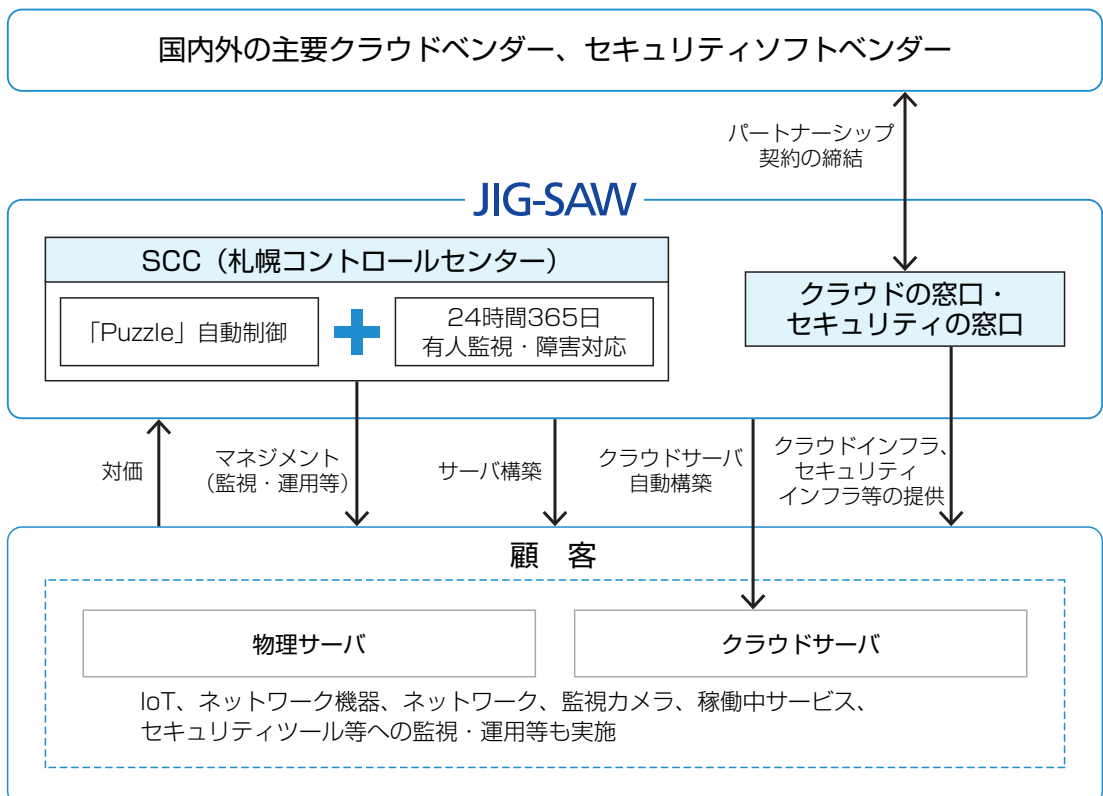 国内外の主要クラウドベンダー、セキュリティソフトベンダー
パートナーシップ
契約の締結
JIG-SAW
SCC（札幌コントロールセンター）
「Puzzle」自動制御
24時間365日
有人監視・障害対応
クラウドの窓口・
セキュリティの窓口
対価
マネジメント
（監視・運用等）
サーバ構築
クラウドサーバ
自動構築
クラウドインフラ、
セキュリティ
インフラ等の提供
顧　客
物理サーバ
クラウドサーバ
IoT、ネットワーク機器、ネットワーク、監視カメラ、稼働中サービス、
セキュリティツール等への監視・運用等も実施